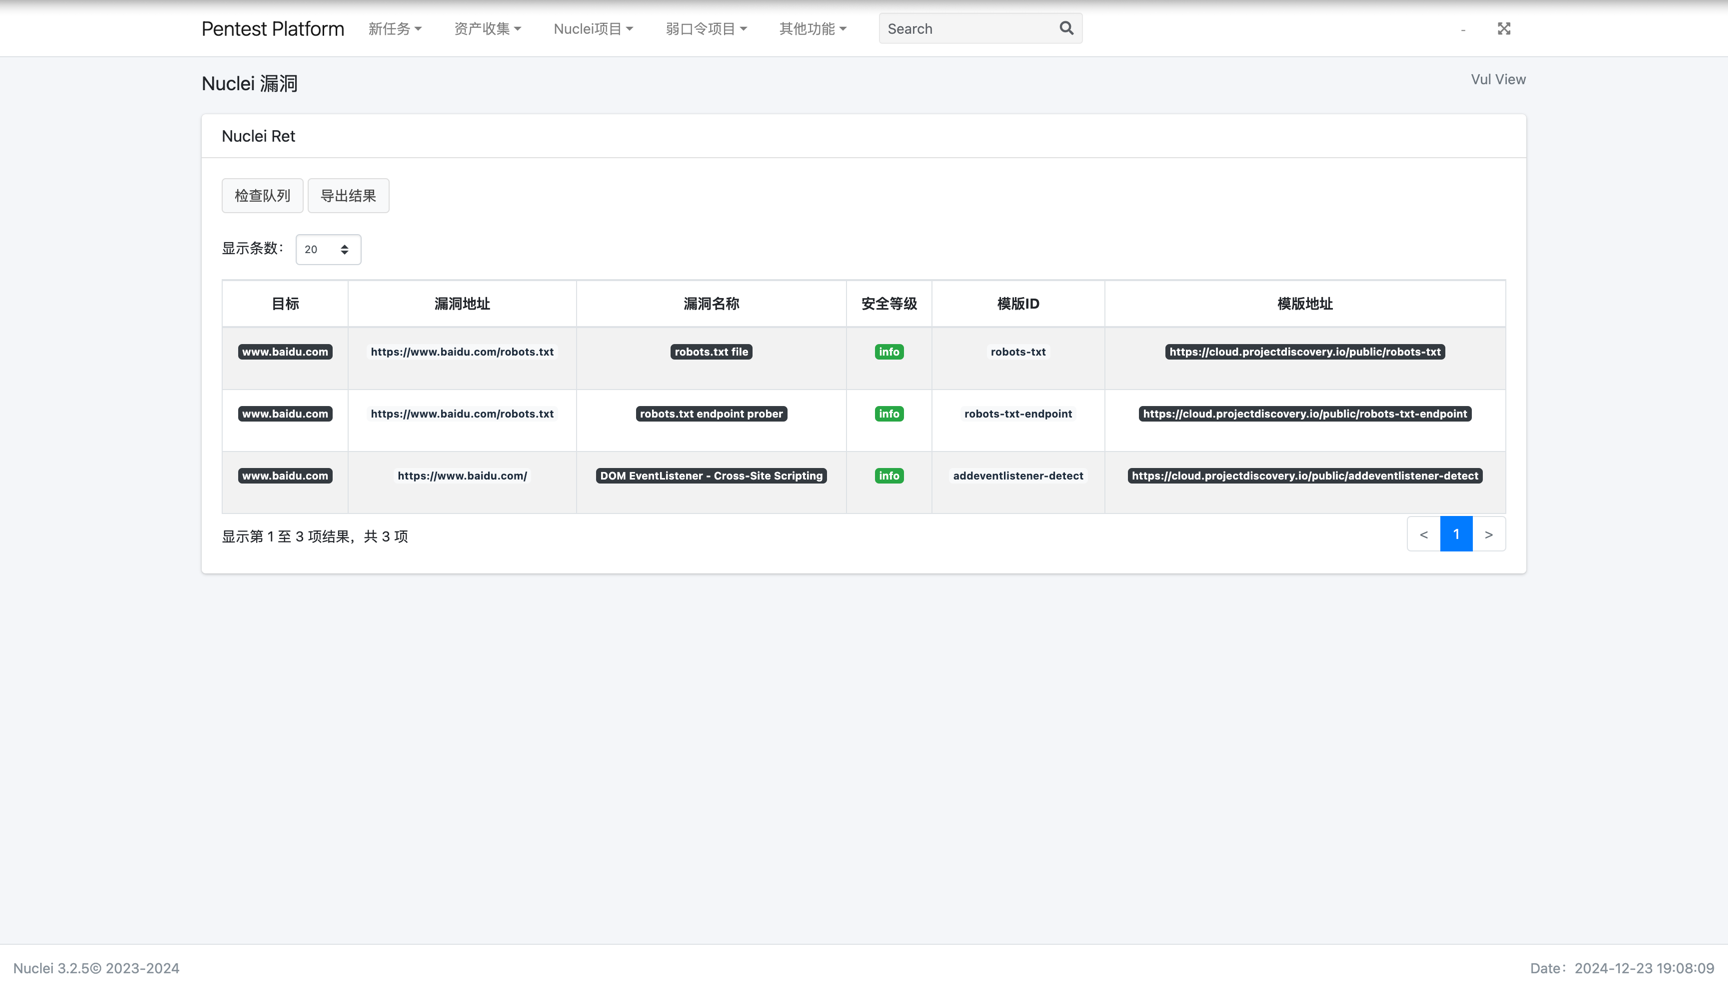 Pentest Platform 新任务 资产收集 Nuclei项目 弱口令项目 其他功能 Search -
Nuclei 漏洞 Vul View
Nuclei Ret
检查队列 导出结果
显示条数: 20
目标 漏洞地址 漏洞名称 安全等级 模版ID 模版地址
www.baidu.com https://www.baidu.com/robots.txt robots.txt file info robots-txt https://cloud.projectdiscovery.io/public/robots-txt
www.baidu.com https://www.baidu.com/robots.txt robots.txt endpoint prober info robots-txt-endpoint https://cloud.projectdiscovery.io/public/robots-txt-endpoint
www.baidu.com https://www.baidu.com/ DOM EventListener - Cross-Site Scripting info addeventlistener-detect https://cloud.projectdiscovery.io/public/addeventlistener-detect
显示第 1 至 3 项结果，共 3 项 < 1 >
Nuclei 3.2.5© 2023-2024 Date：2024-12-23 19:08:09